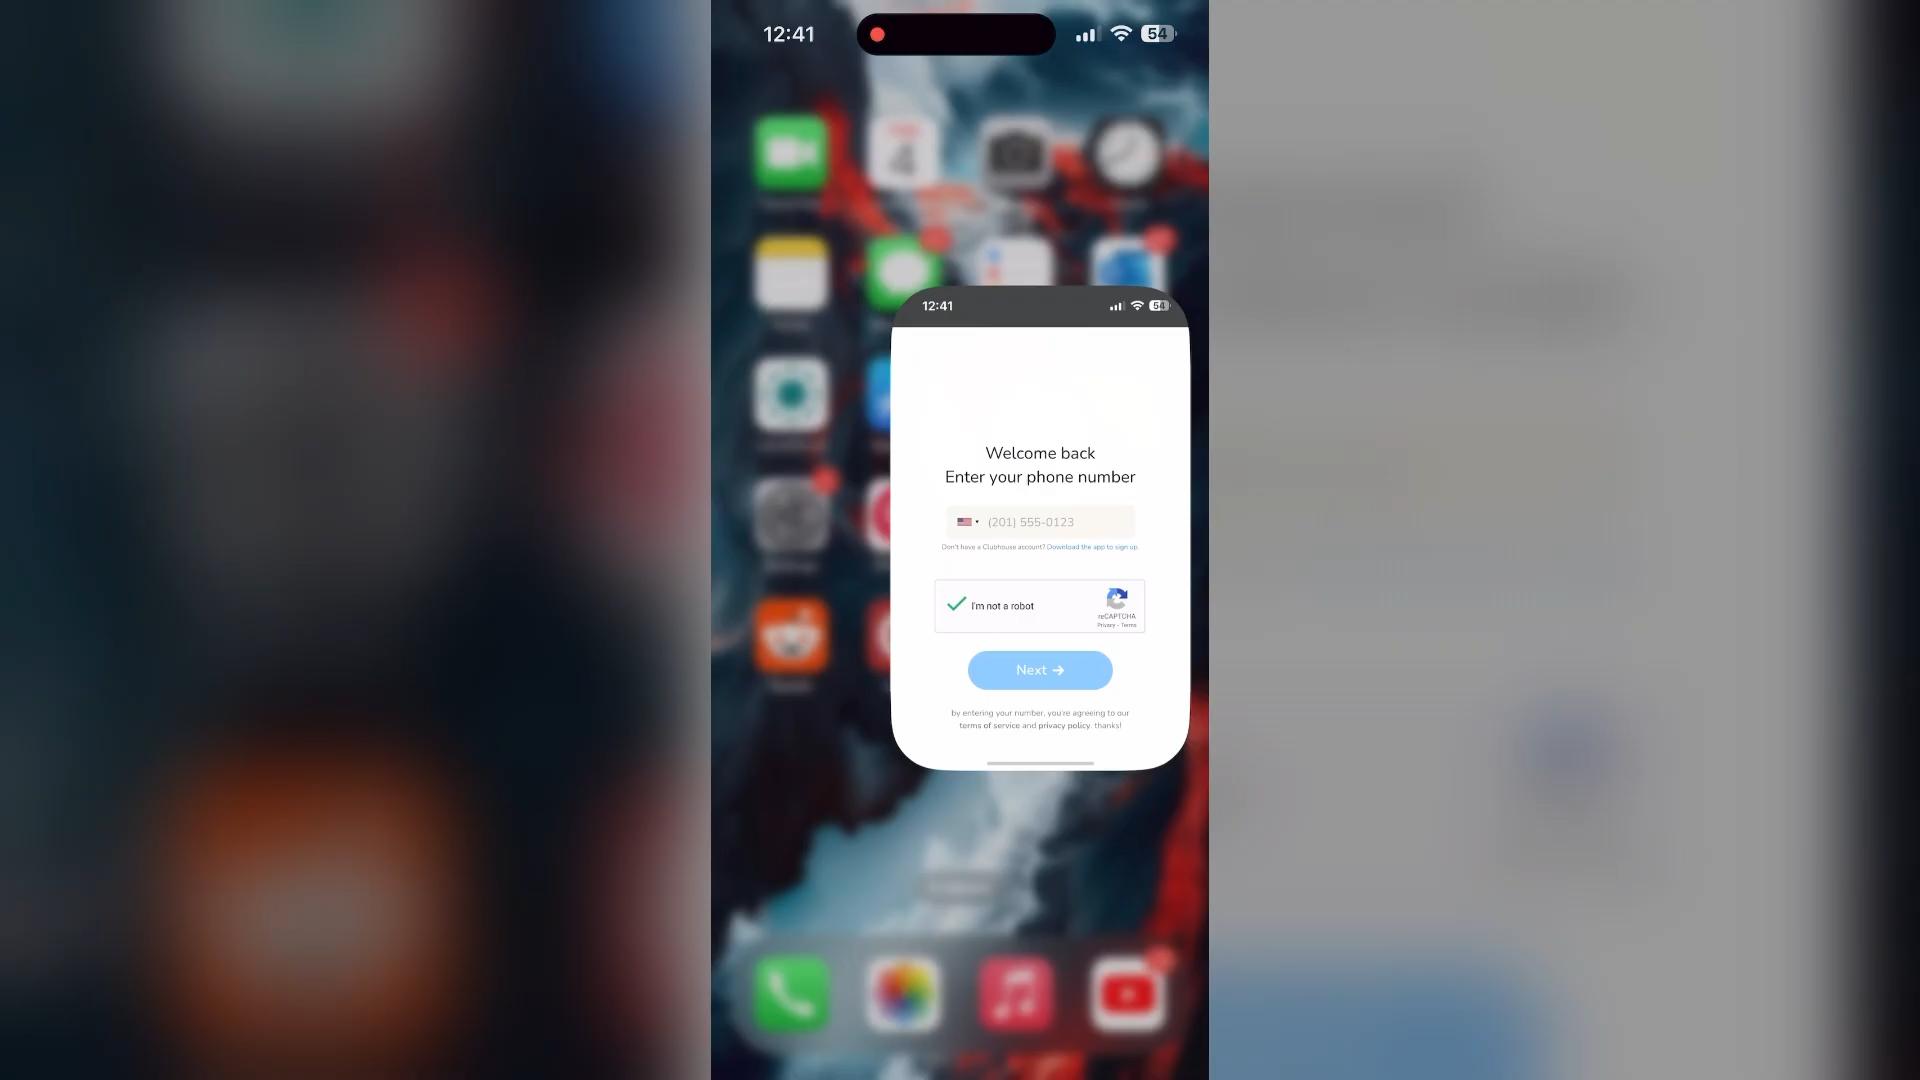 12:41
54
4
12:41
54
Welcome back
Enter your phone number
(201) 555-0123
Don't have a Clubhouse account? Download the app to sign up.
I'm not a robot
reCAPTCHA
Privacy - Terms
Next →
by entering your number, you're agreeing to our
terms of service and privacy policy. thanks!